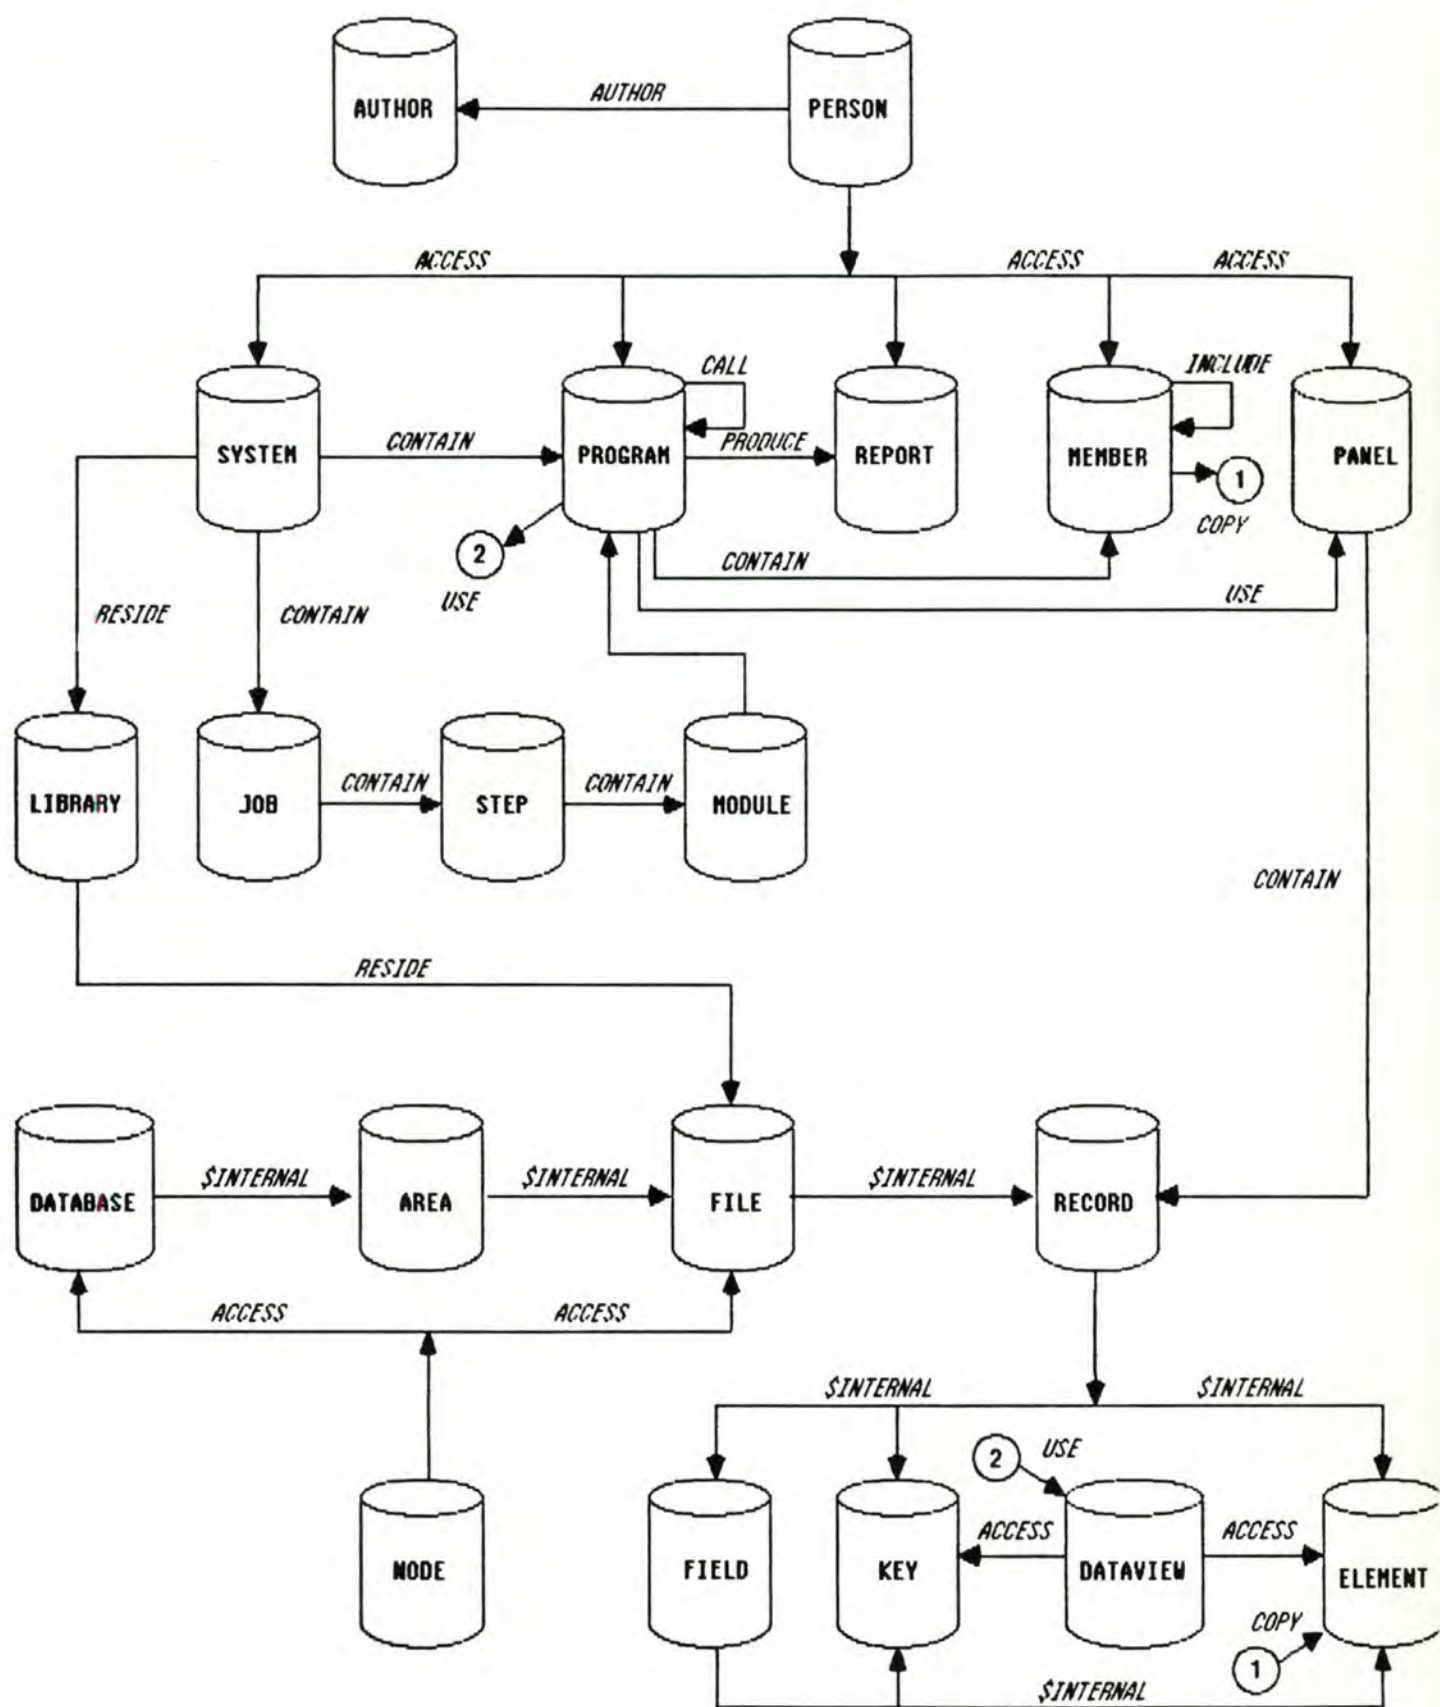 AUTHOR
AUTHOR
PERSON
ACCESS
ACCESS
ACCESS
SYSTEM
CONTAIN
PROGRAM
CALL
PRODUCE
REPORT
MEMBER
INCLUDE
1
COPY
PANEL
2
USE
CONTAIN
USE
RESIDE
CONTAIN
LIBRARY
JOB
CONTAIN
STEP
CONTAIN
MODULE
CONTAIN
RESIDE
DATABASE
$INTERNAL
AREA
$INTERNAL
FILE
$INTERNAL
RECORD
ACCESS
ACCESS
$INTERNAL
$INTERNAL
2
USE
NODE
FIELD
KEY
ACCESS
DATAVIEW
ACCESS
ELEMENT
COPY
1
$INTERNAL